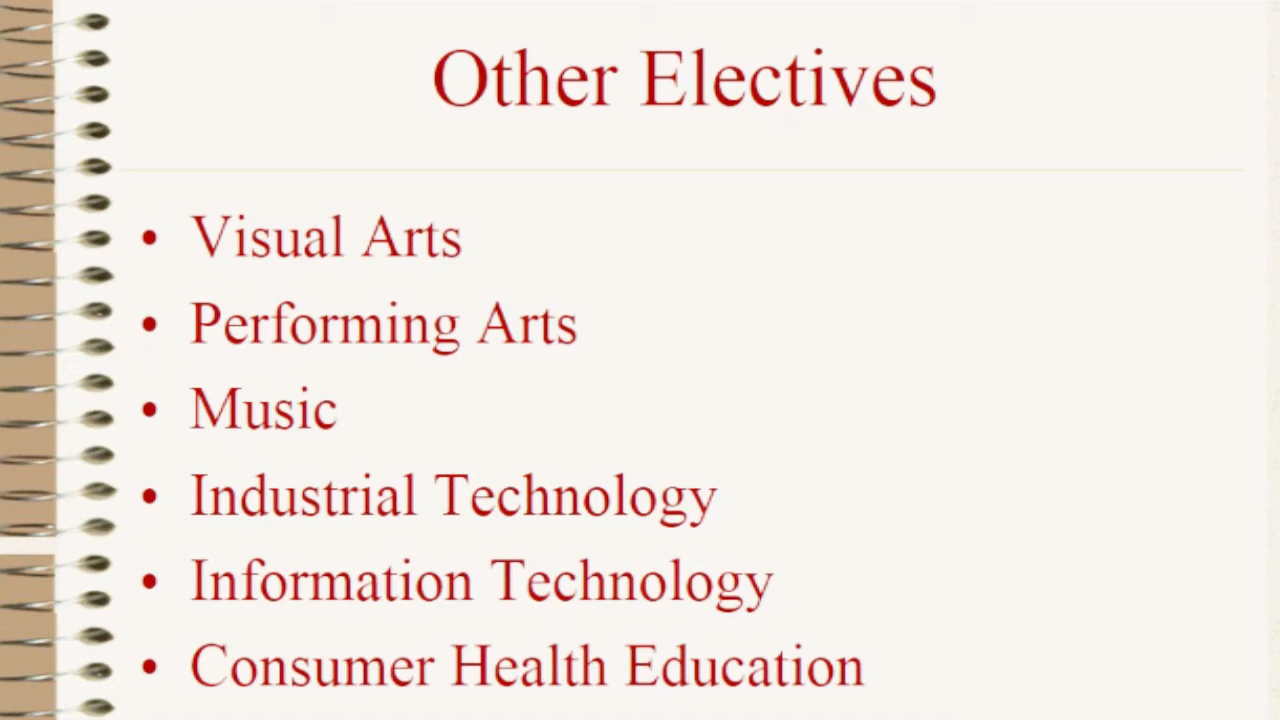 Other Electives
• Visual Arts
• Performing Arts
• Music
• Industrial Technology
• Information Technology
• Consumer Health Education